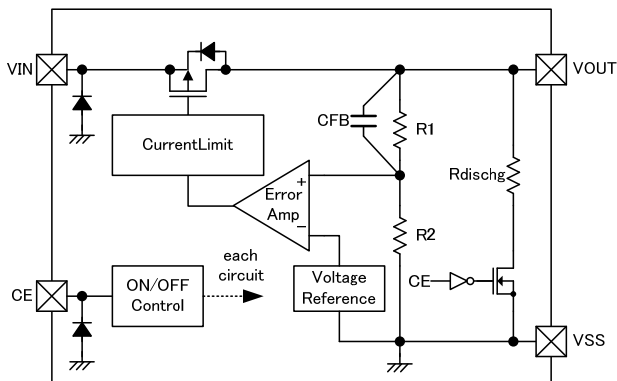 VIN
VOUT
CFB
R1
CurrentLimit
Rdischg
+
Error
Amp
−
R2
each
circuit
CE
ON/OFF
Control
Voltage
Reference
CE
VSS